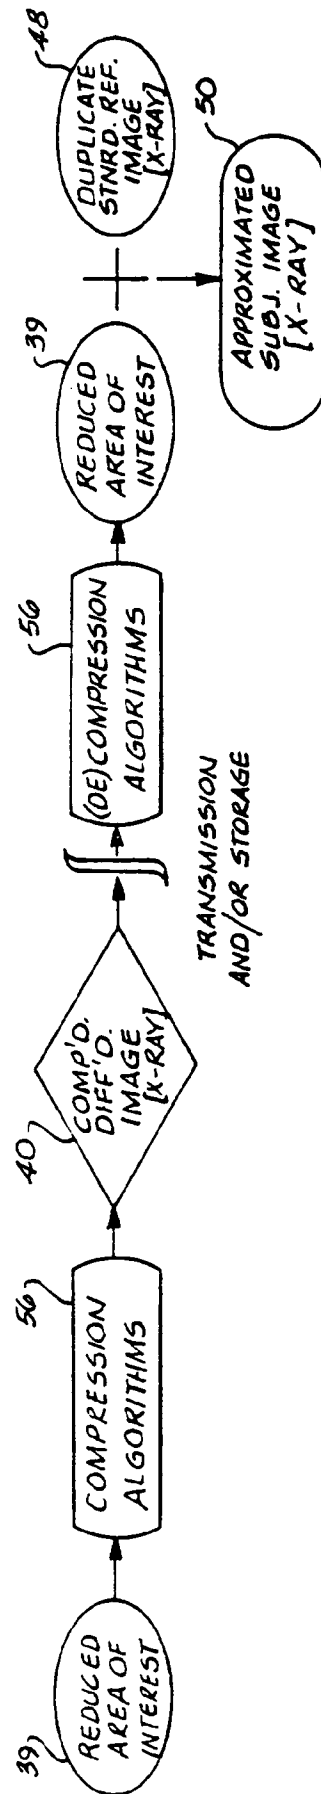 39
REDUCED
AREA OF
INTEREST
56
COMPRESSION
ALGORITHMS
40
COMP'D.
DIFF'D.
IMAGE
[X-RAY]
TRANSMISSION
AND/OR STORAGE
56
(DE)COMPRESSION
ALGORITHMS
39
REDUCED
AREA OF
INTEREST
48
DUPLICATE
STNRD. REF.
IMAGE
[X-RAY]
50
APPROXIMATED
SUBJ. IMAGE
[X-RAY]